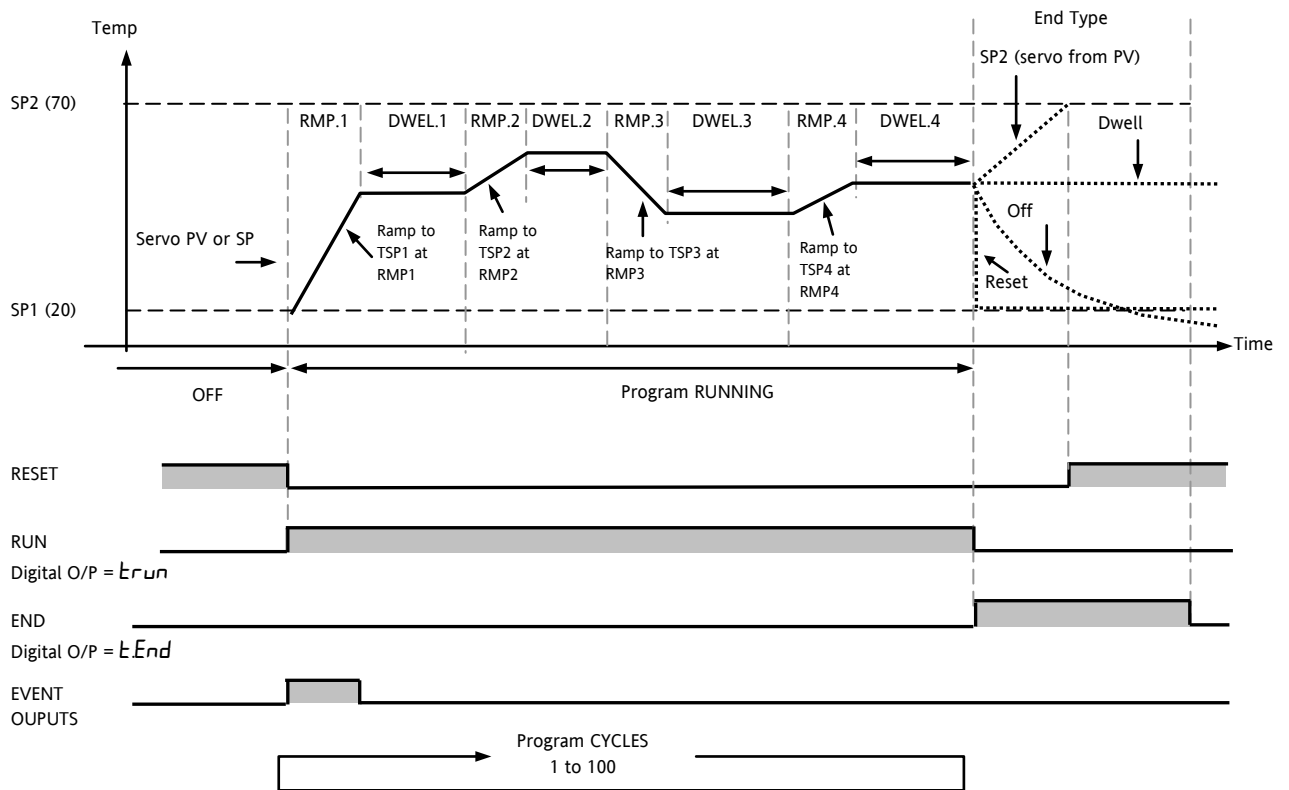 End Type
Temp
SP2 (servo from PV)
SP2 (70)
RMP.1 DWEL.1 RMP.2 DWEL.2 RMP.3 DWEL.3 RMP.4 DWEL.4
Dwell
Servo PV or SP
Ramp to
TSP1 at
RMP1
Ramp to
TSP2 at
RMP2
Ramp to TSP3 at
RMP3
Ramp to
TSP4 at
RMP4
Off
Reset
SP1 (20)
Time
OFF
Program RUNNING
RESET
RUN
Digital O/P = trun
END
Digital O/P = t.End
EVENT
OUPUTS
Program CYCLES
1 to 100